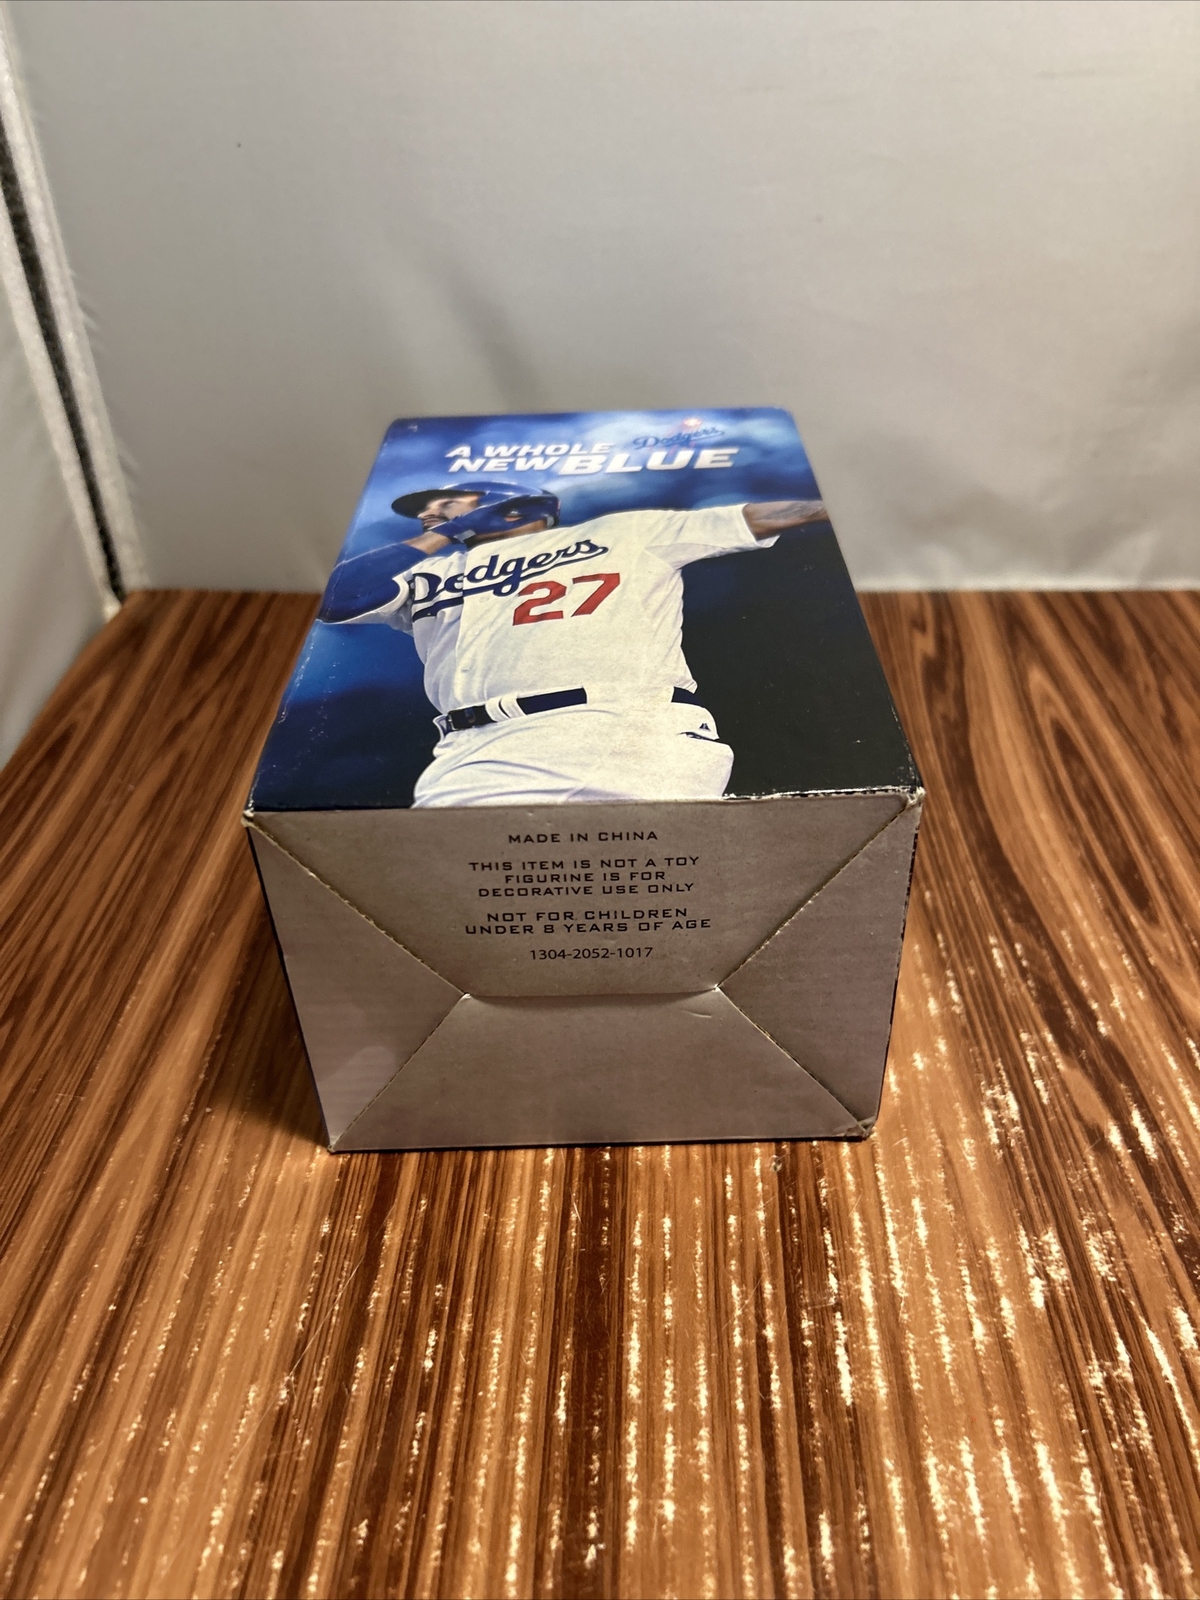 A WHOLE
NEW BLUE
Dodgers
Dodgers
27
MADE IN CHINA
THIS ITEM IS NOT A TOY
FIGURINE IS FOR
DECORATIVE USE ONLY
NOT FOR CHILDREN
UNDER 8 YEARS OF AGE
1304-2052-1017